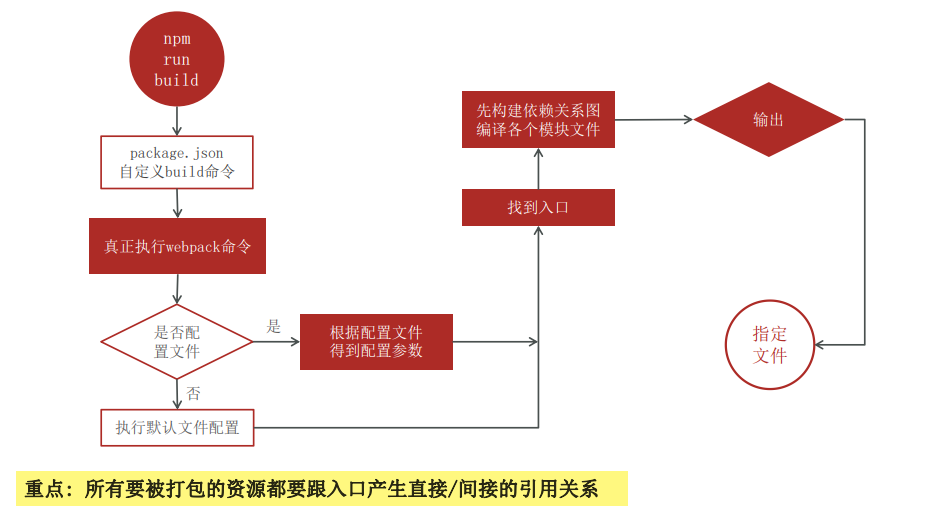 npm
run
build
package.json
自定义build命令
真正执行webpack命令
是否配
置文件
是
根据配置文件
得到配置参数
否
执行默认文件配置
找到入口
先构建依赖关系图
编译各个模块文件
输出
指定
文件
重点: 所有要被打包的资源都要跟入口产生直接/间接的引用关系